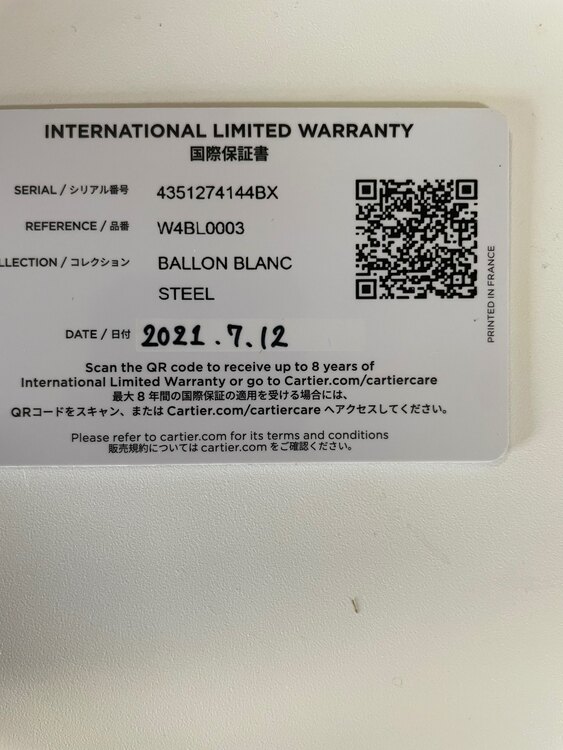 INTERNATIONAL LIMITED WARRANTY
国際保証書
SERIAL / シリアル番号 4351274144BX
REFERENCE / 品番 W4BL0003
LLECTION / コレクション BALLON BLANC
STEEL
DATE / 日付 2021.7.12
Scan the QR code to receive up to 8 years of
International Limited Warranty or go to Cartier.com/cartiercare
最大 8 年間の国際保証の適用を受ける場合には、
QRコードをスキャン、または Cartier.com/cartiercare へアクセスしてください。
Please refer to cartier.com for its terms and conditions
販売規約については cartier.com をご確認ください。
PRINTED IN FRANCE